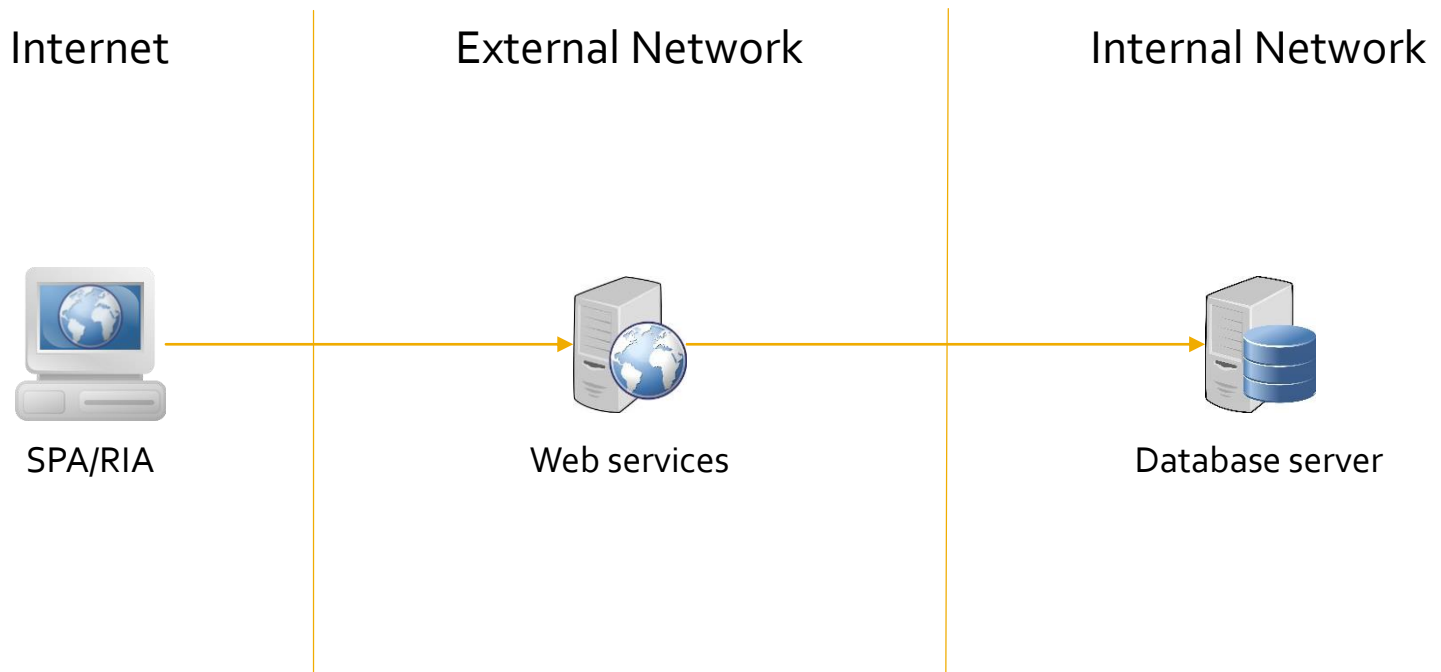 Internet
External Network
Internal Network
SPA/RIA
Web services
Database server